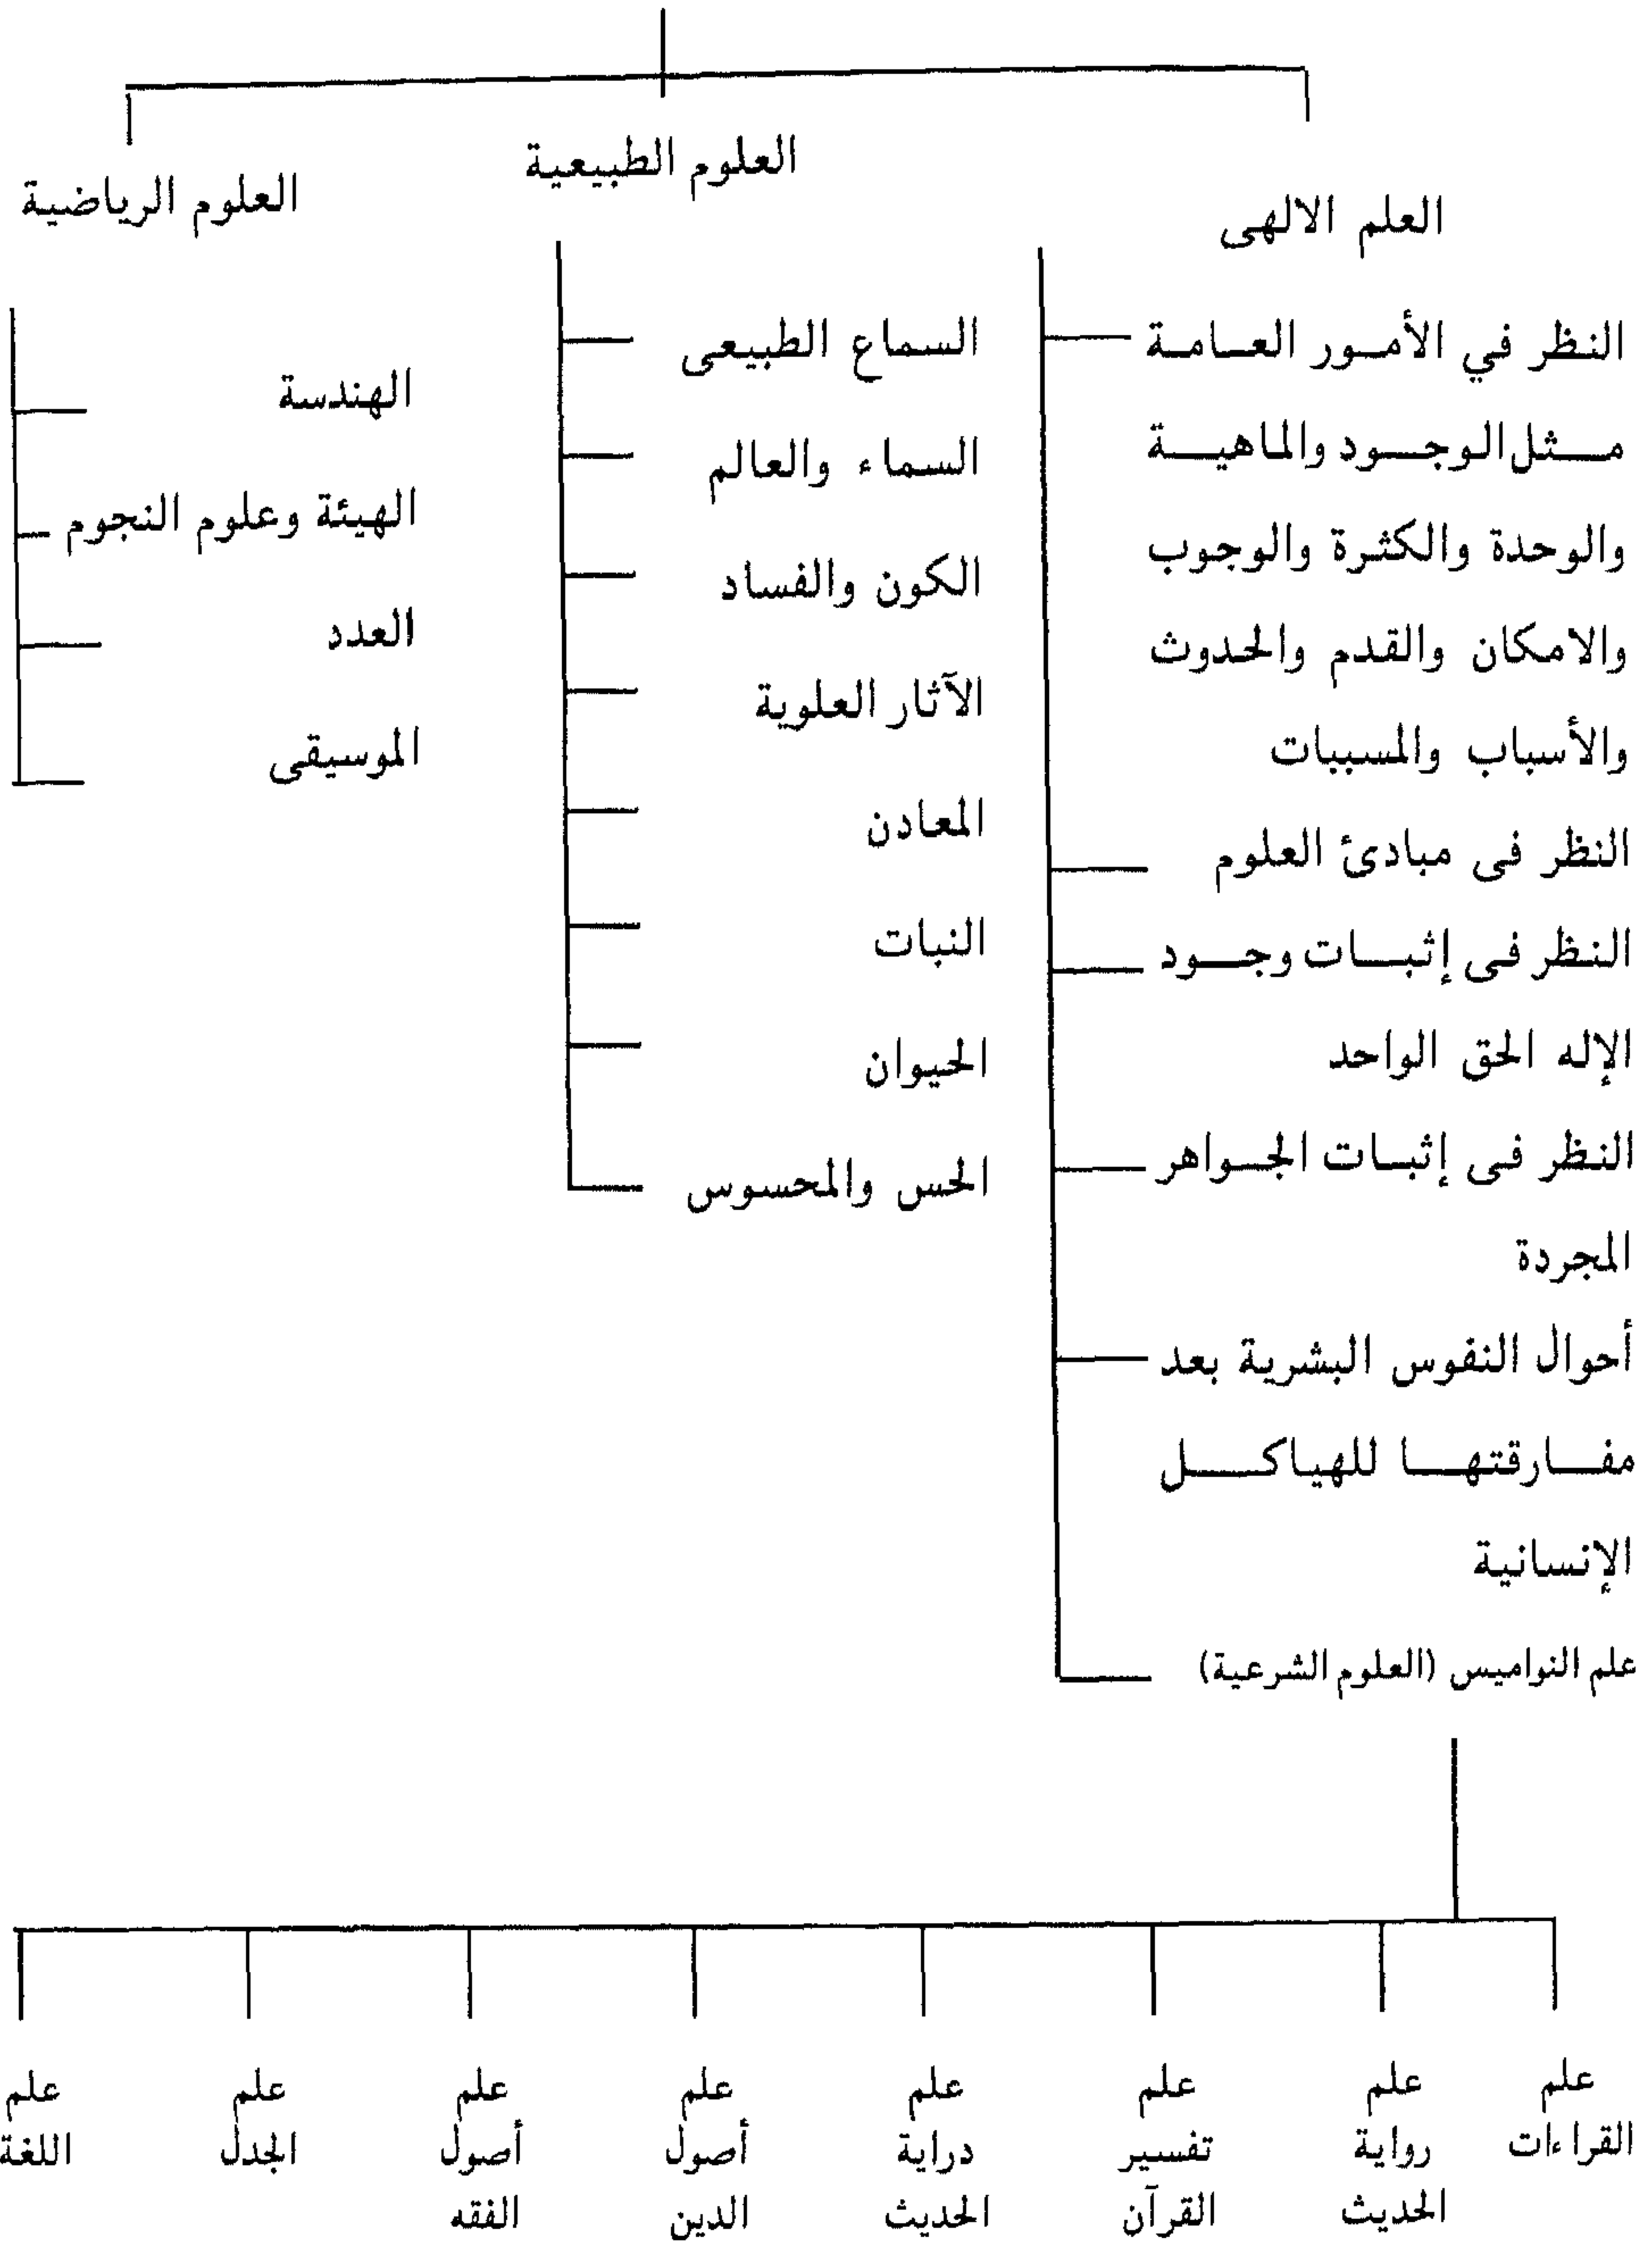 العلم الالهى
النظر في الأمور العامة
مثل الوجود والماهية
والوحدة والكثرة والوجوب
والامكان والقدم والحدوث
والأسباب والمسببات
النظر فى مبادئ العلوم
النظر فى إثبات وجود
الإله الحق الواحد
النظر فى إثبات الجواهر
المجردة
أحوال النفوس البشرية بعد
مفارقتها للهياكل
الإنسانية
علم النواميس (العلوم الشرعية)
العلوم الطبيعية
السماع الطبيعى
السماء والعالم
الكون والفساد
الآثار العلوية
المعادن
النبات
الحيوان
الحس والمحسوس
العلوم الرياضية
الهندسة
الهيئة وعلوم النجوم
العدد
الموسيقى
علم
القراءات
علم
رواية
الحديث
علم
تفسير
القرآن
علم
دراية
الحديث
علم
أصول
الدين
علم
أصول
الفقه
علم
الجدل
علم
اللغة